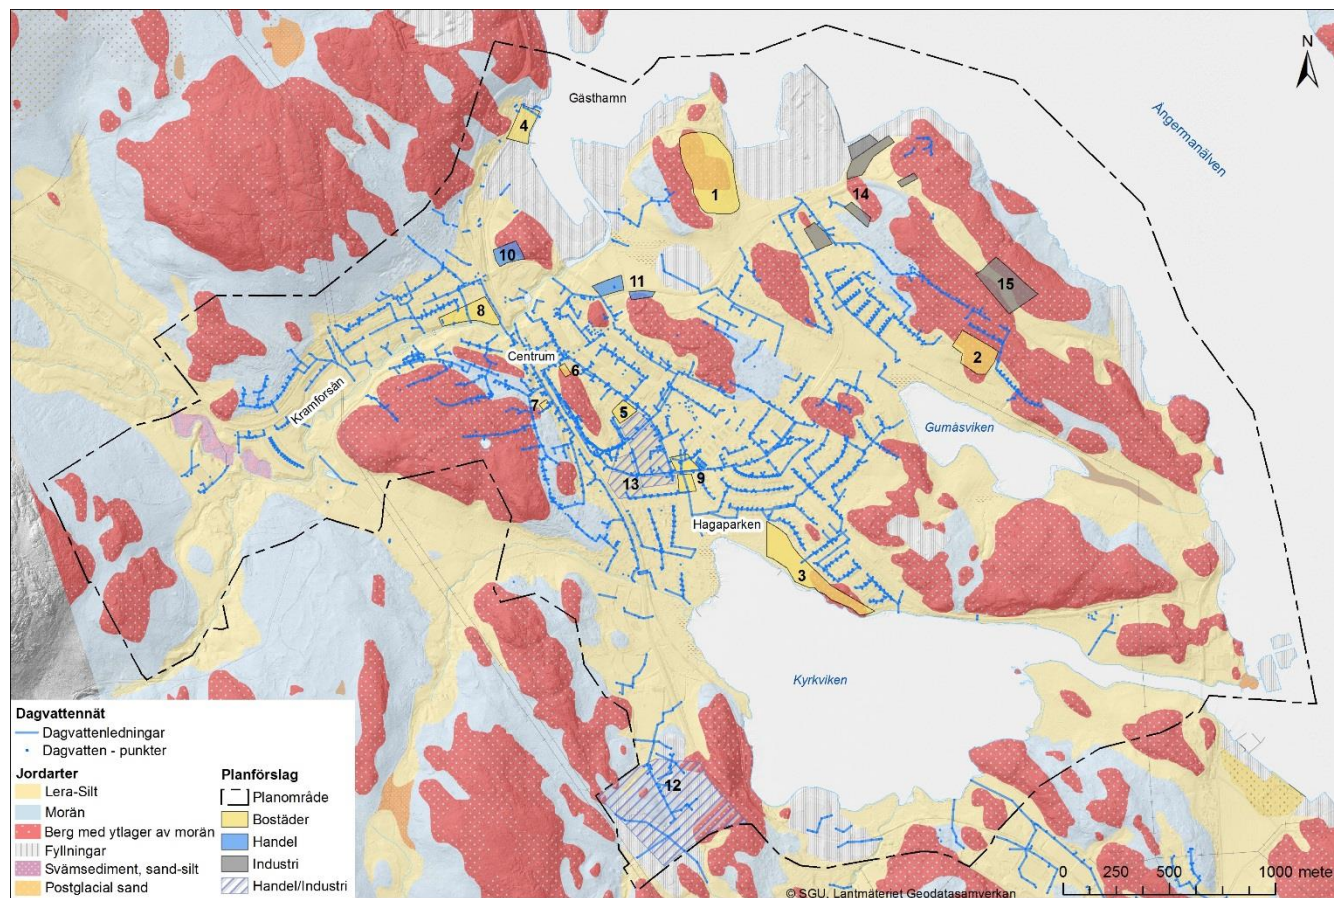 N
Gästhamn
Ångermanälven
4
1
14
10
15
11
8
2
Centrum
6
Kramforsån
7
5
Gumåsviken
9
13
Hagaparken
3
Kyrkviken
12
Dagvattennät
Dagvattenledningar
Dagvatten - punkter
Jordarter
Lera-Silt
Morän
Berg med ytlager av morän
Fyllningar
Svämsediment, sand-silt
Postglacial sand
Planförslag
Planområde
Bostäder
Handel
Industri
Handel/Industri
0 250 500 1000 mete
© SGU, Lantmäteriet Geodatasamverkan